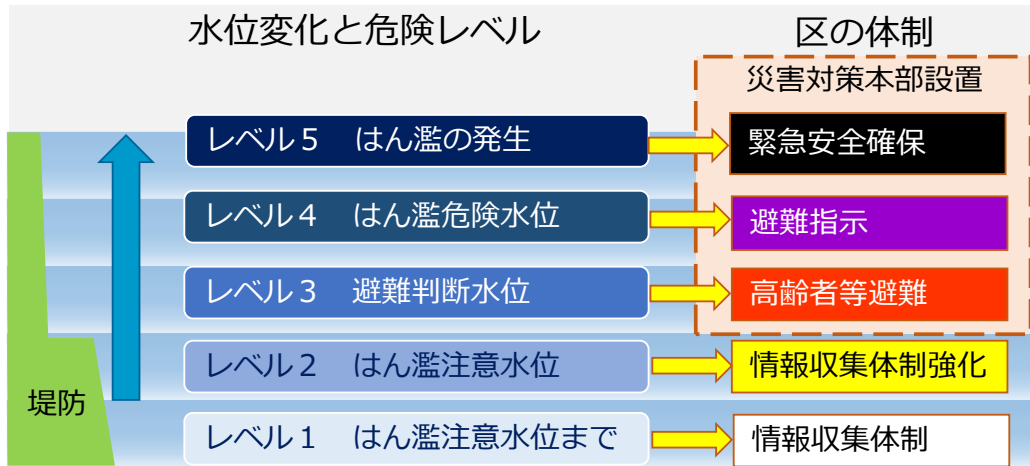 水位変化と危険レベル
区の体制
災害対策本部設置
レベル５　はん濫の発生
緊急安全確保
レベル４　はん濫危険水位
避難指示
レベル３　避難判断水位
高齢者等避難
レベル２　はん濫注意水位
情報収集体制強化
堤防
レベル１　はん濫注意水位まで
情報収集体制